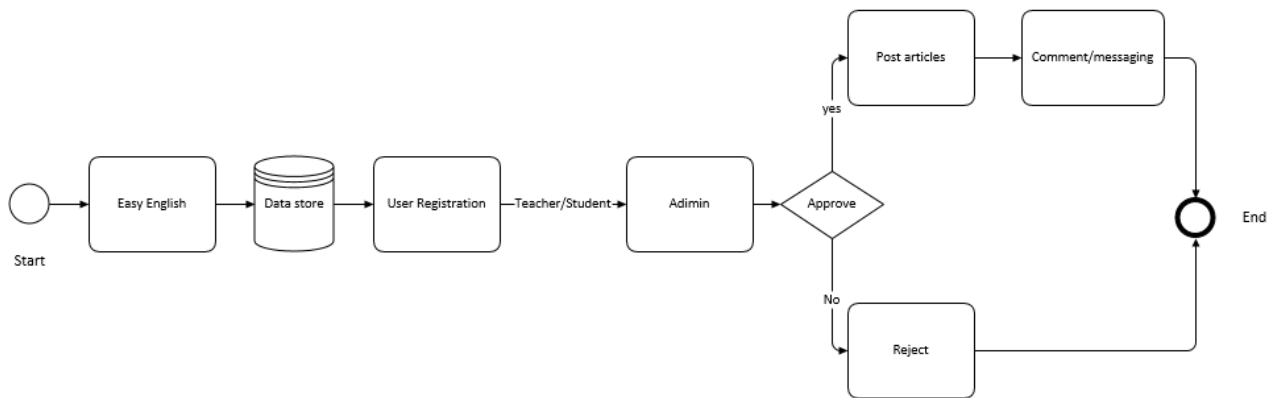 Start
Easy English
Data store
User Registration
Teacher/Student
Adimin
Approve
yes
Post articles
Comment/messaging
No
Reject
End